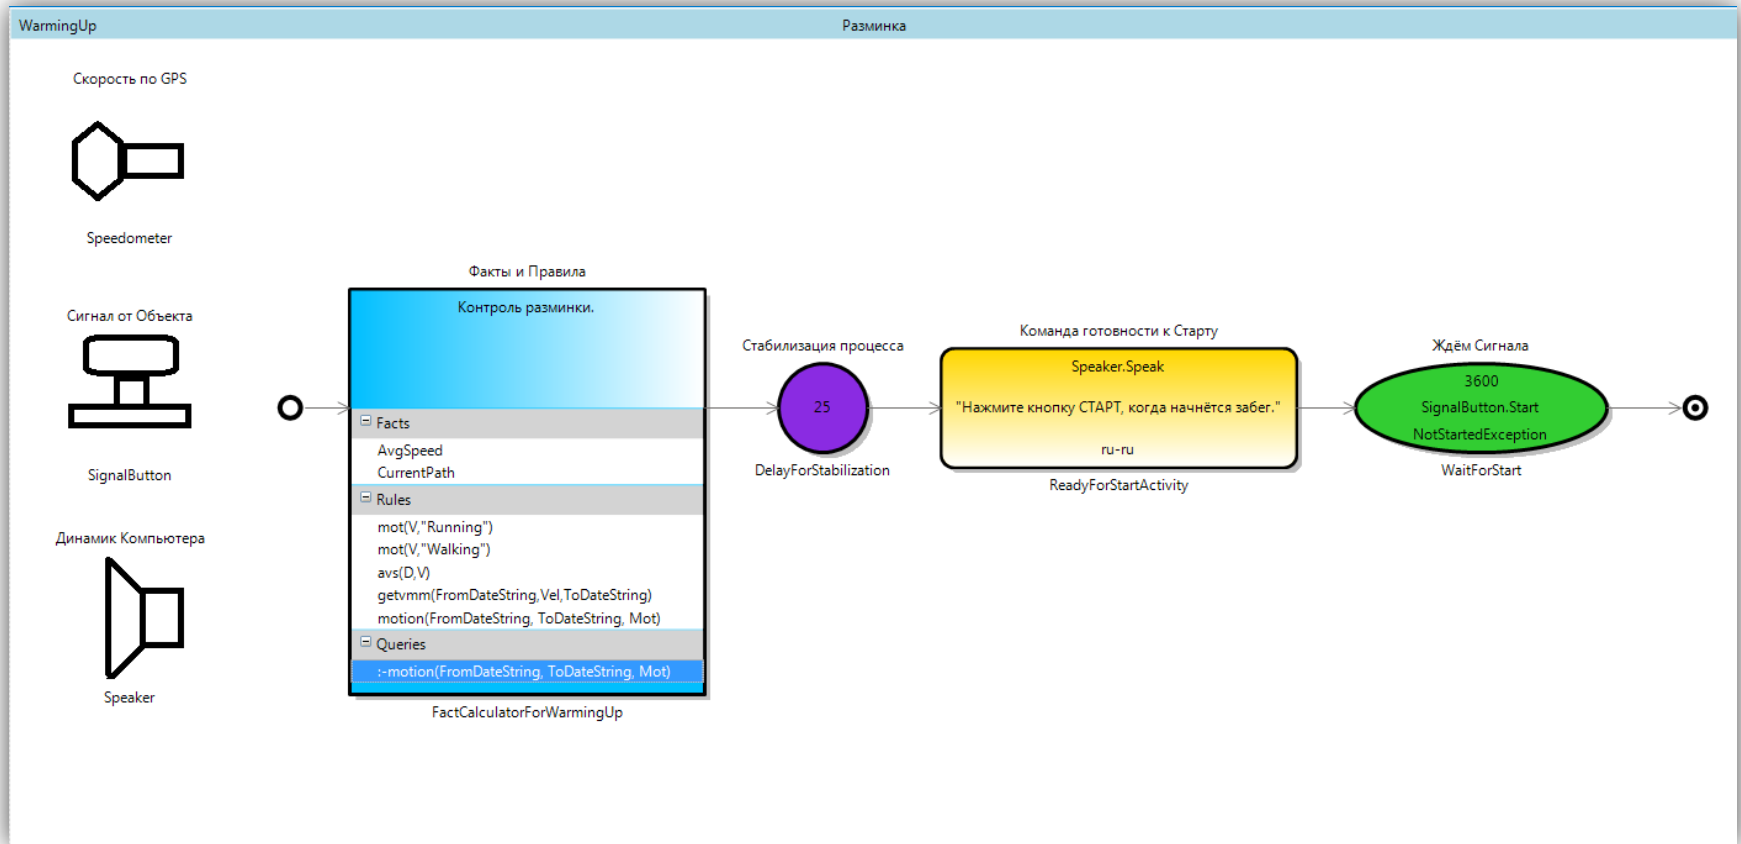 WarmingUp
Разминка
Скорость по GPS
Speedometer
Сигнал от Объекта
SignalButton
Динамик Компьютера
Speaker
Факты и Правила
Контроль разминки.
Facts
AvgSpeed
CurrentPath
Rules
mot(V,"Running")
mot(V,"Walking")
avs(D,V)
getvmm(FromDateString,Vel,ToDateString)
motion(FromDateString, ToDateString, Mot)
Queries
:-motion(FromDateString, ToDateString, Mot)
FactCalculatorForWarmingUp
Стабилизация процесса
25
DelayForStabilization
Команда готовности к Старту
Speaker.Speak
"Нажмите кнопку СТАРТ, когда начнётся забег."
ru-ru
ReadyForStartActivity
Ждём Сигнала
3600
SignalButton.Start
NotStartedException
WaitForStart